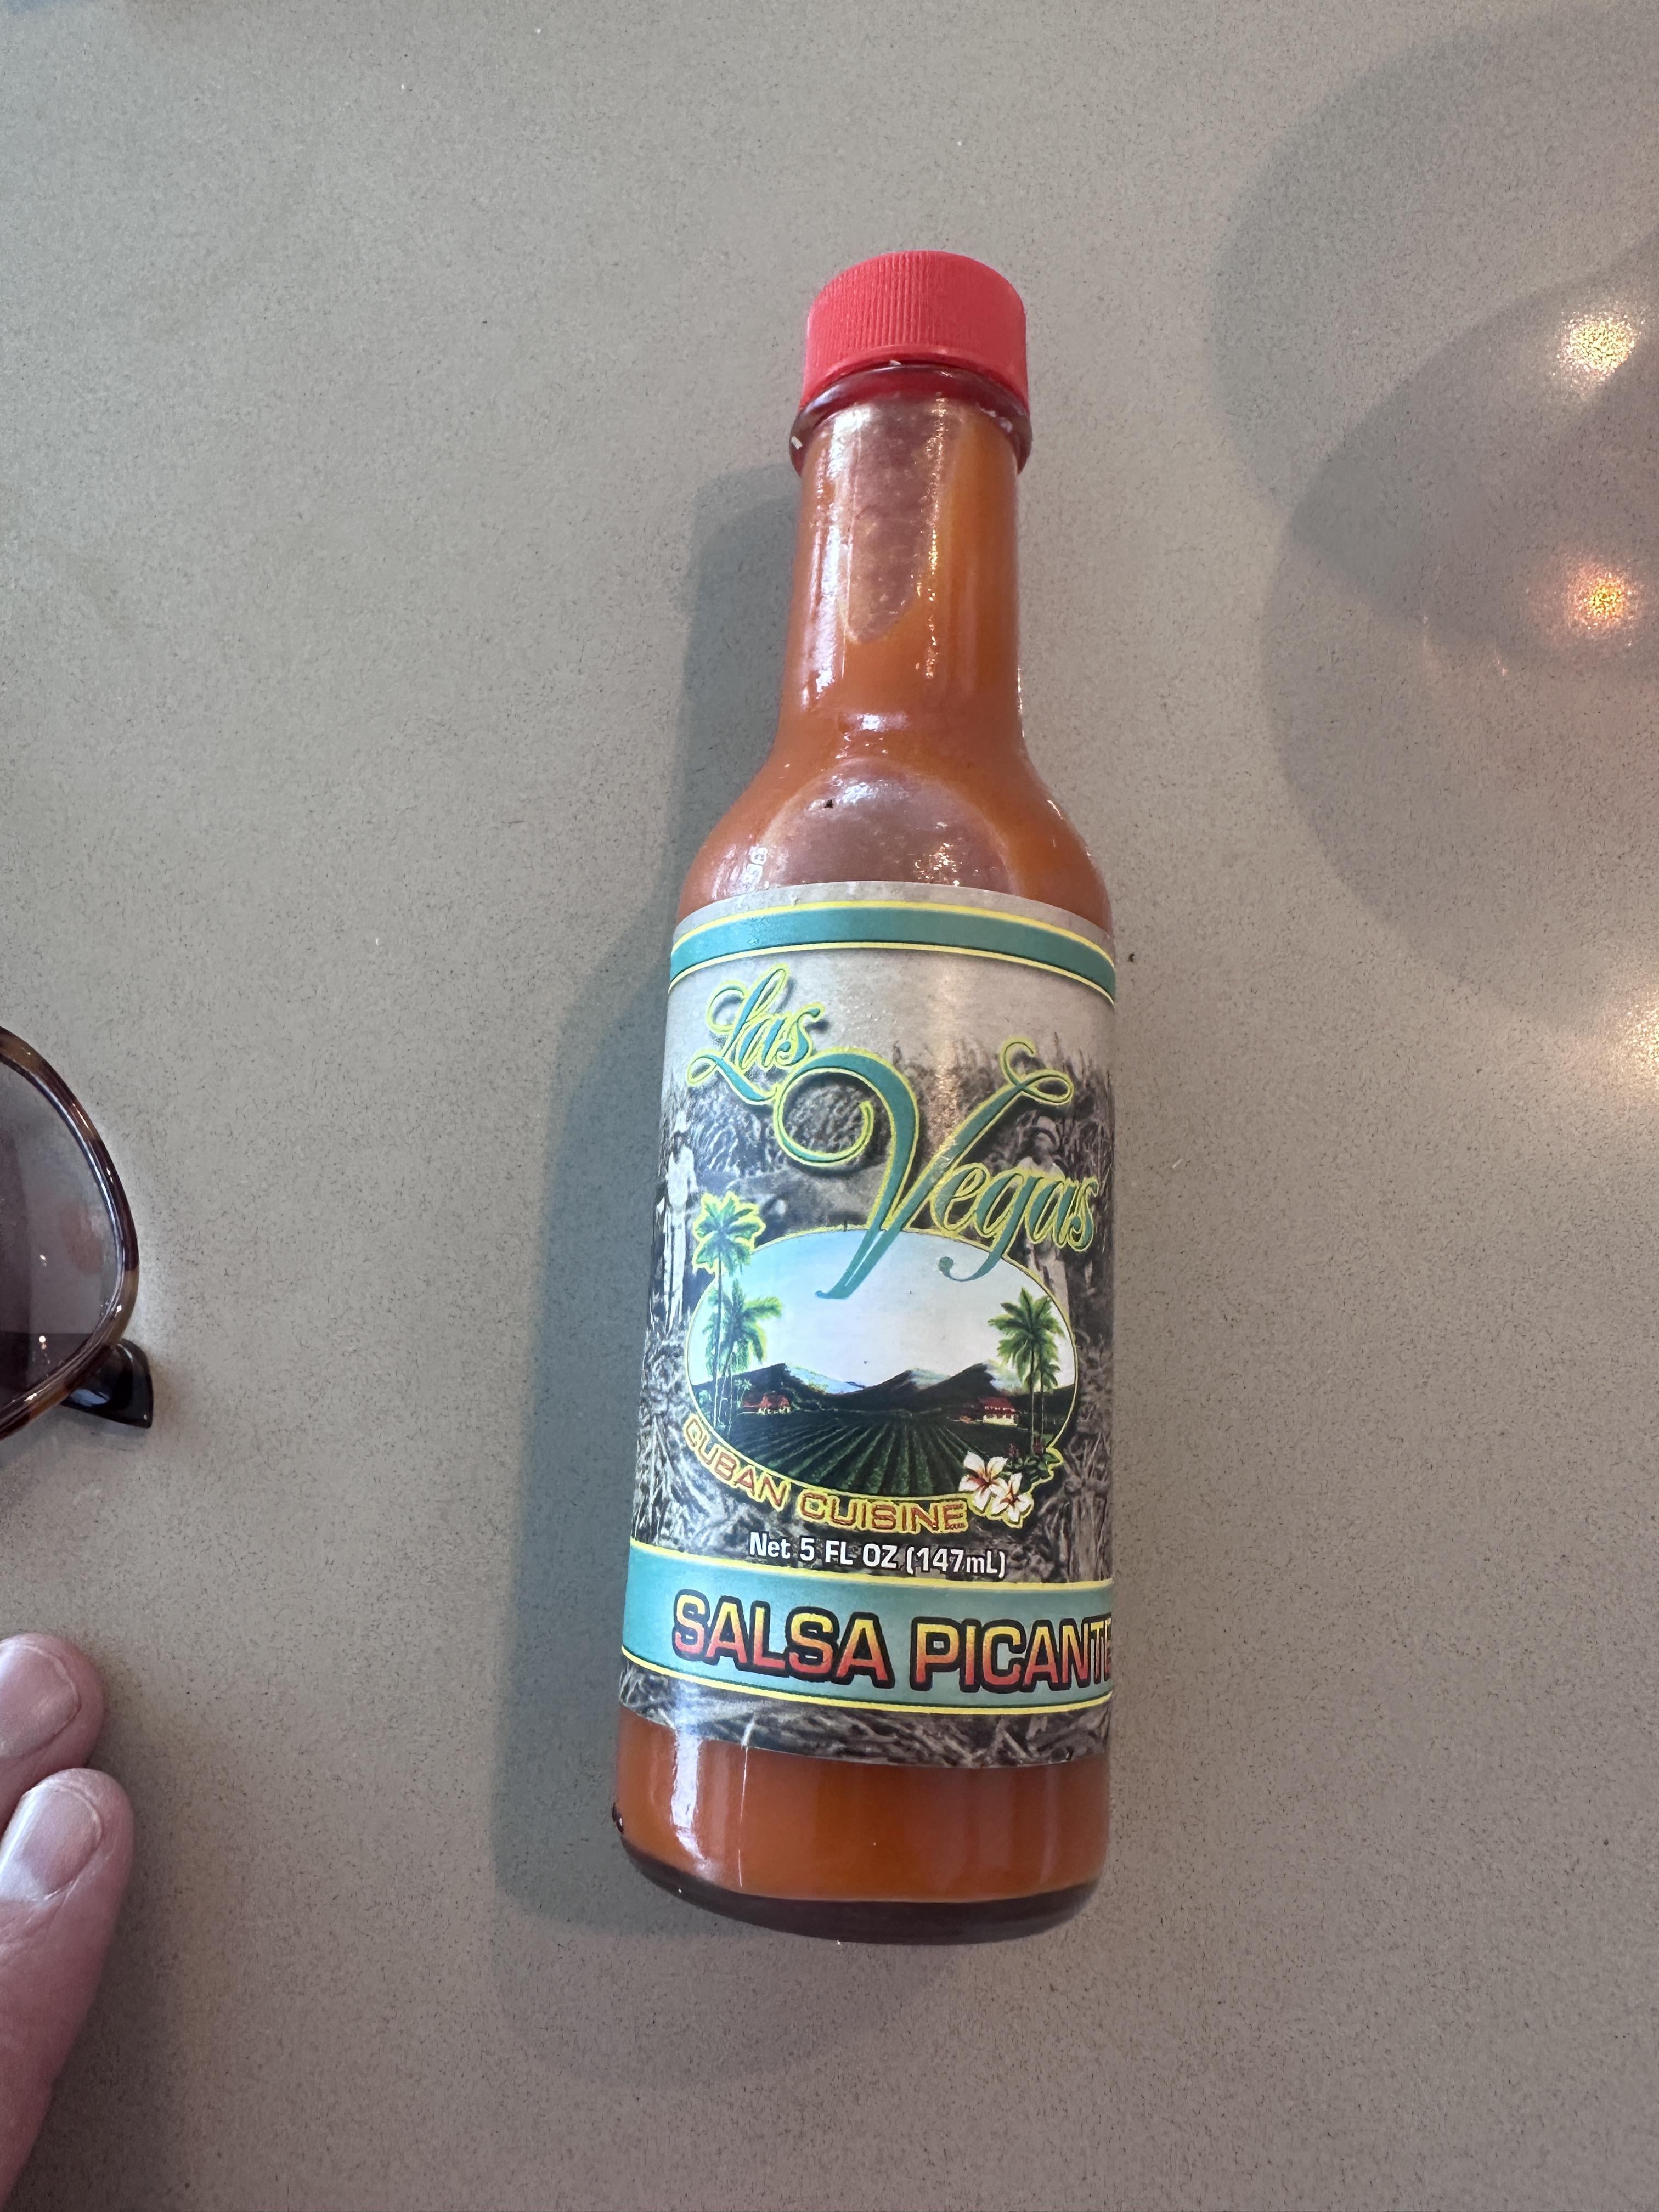 Las
Vegas
CUBAN CUISINE
Net 5 FL OZ (147mL)
SALSA PICANTE